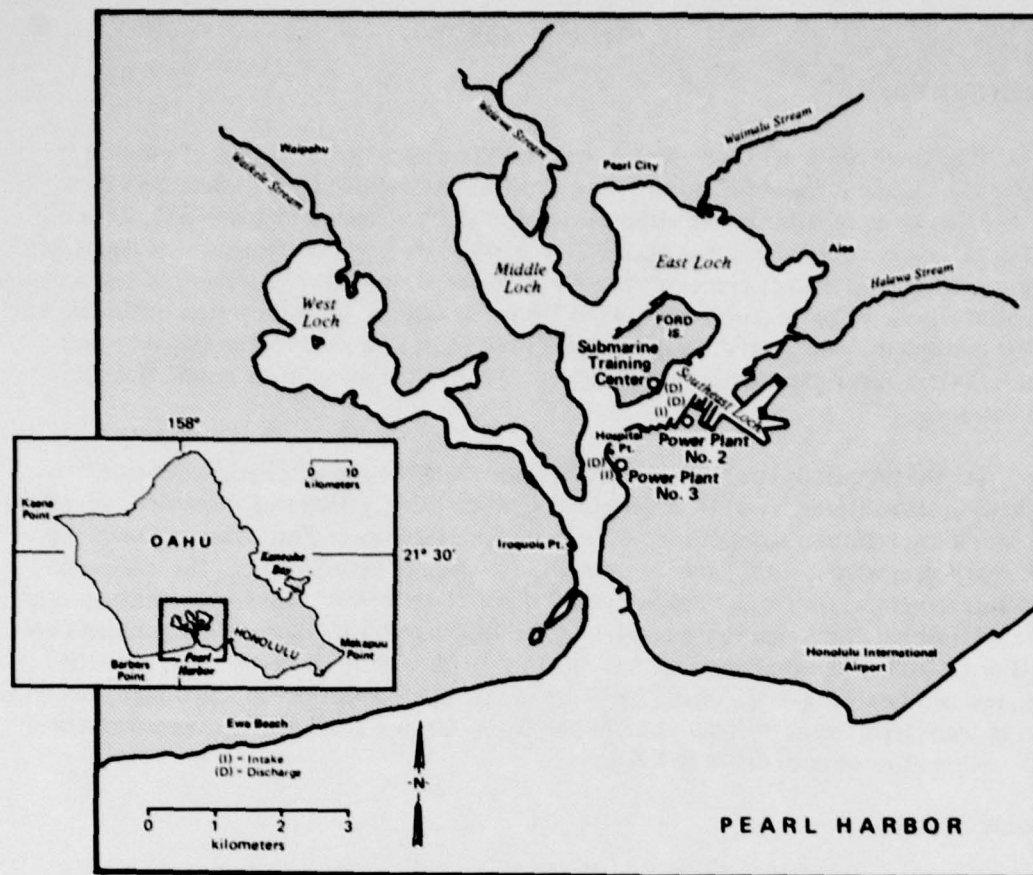 Waipahu
Waikele Stream
Waiawa Stream
Pearl City
Waimalu Stream
Aiea
Halawa Stream
East Loch
Middle
Loch
West
Loch
FORD
IS.
Submarine
Training
Center
(D)
(D)
(I)
Southeast Loch
Power Plant
No. 2
Hospital
Pt.
(D)
(I)
Power Plant
No. 3
Iroquois Pt.
158°
0 10
kilometers
Kaena
Point
OAHU
Kaneohe
Bay
21° 30'
HONOLULU
Makapuu
Point
Barbers
Point
Pearl
Harbor
Honolulu International
Airport
Ewa Beach
(I) = Intake
(D) = Discharge
N
0 1 2 3
kilometers
PEARL HARBOR